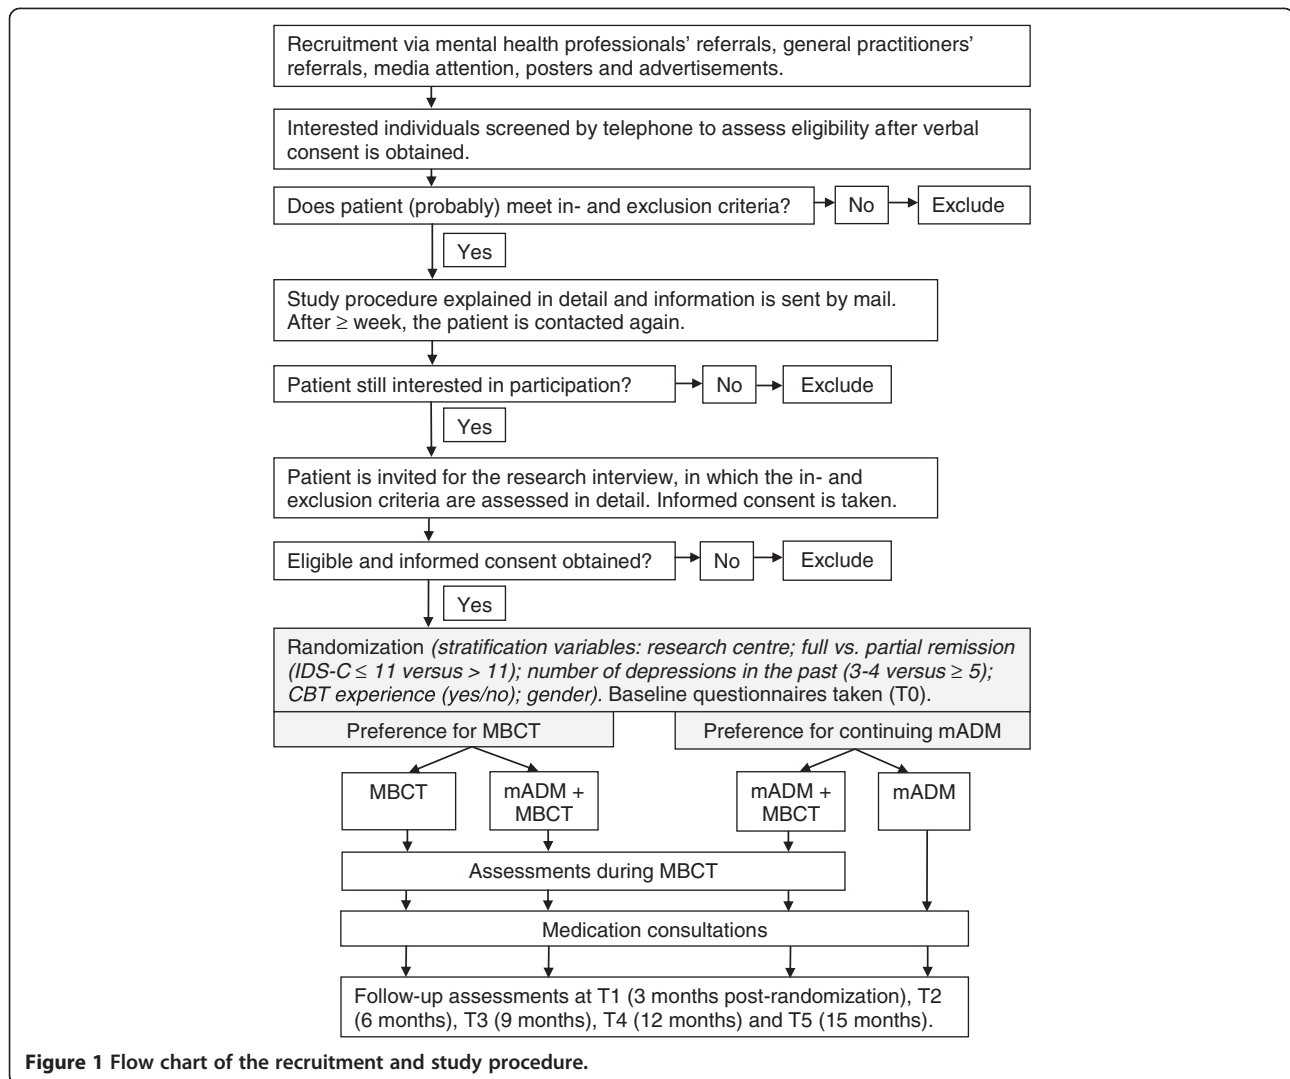 Recruitment via mental health professionals’ referrals, general practitioners’
referrals, media attention, posters and advertisements.
Interested individuals screened by telephone to assess eligibility after verbal
consent is obtained.
Does patient (probably) meet in- and exclusion criteria?
No
Exclude
Yes
Study procedure explained in detail and information is sent by mail.
After ≥ week, the patient is contacted again.
Patient still interested in participation?
No
Exclude
Yes
Patient is invited for the research interview, in which the in- and
exclusion criteria are assessed in detail. Informed consent is taken.
Eligible and informed consent obtained?
No
Exclude
Yes
Randomization (stratification variables: research centre; full vs. partial remission
(IDS-C ≤ 11 versus > 11); number of depressions in the past (3-4 versus ≥ 5);
CBT experience (yes/no); gender). Baseline questionnaires taken (T0).
Preference for MBCT
Preference for continuing mADM
MBCT
mADM +
MBCT
mADM +
MBCT
mADM
Assessments during MBCT
Medication consultations
Follow-up assessments at T1 (3 months post-randomization), T2
(6 months), T3 (9 months), T4 (12 months) and T5 (15 months).
Figure 1 Flow chart of the recruitment and study procedure.